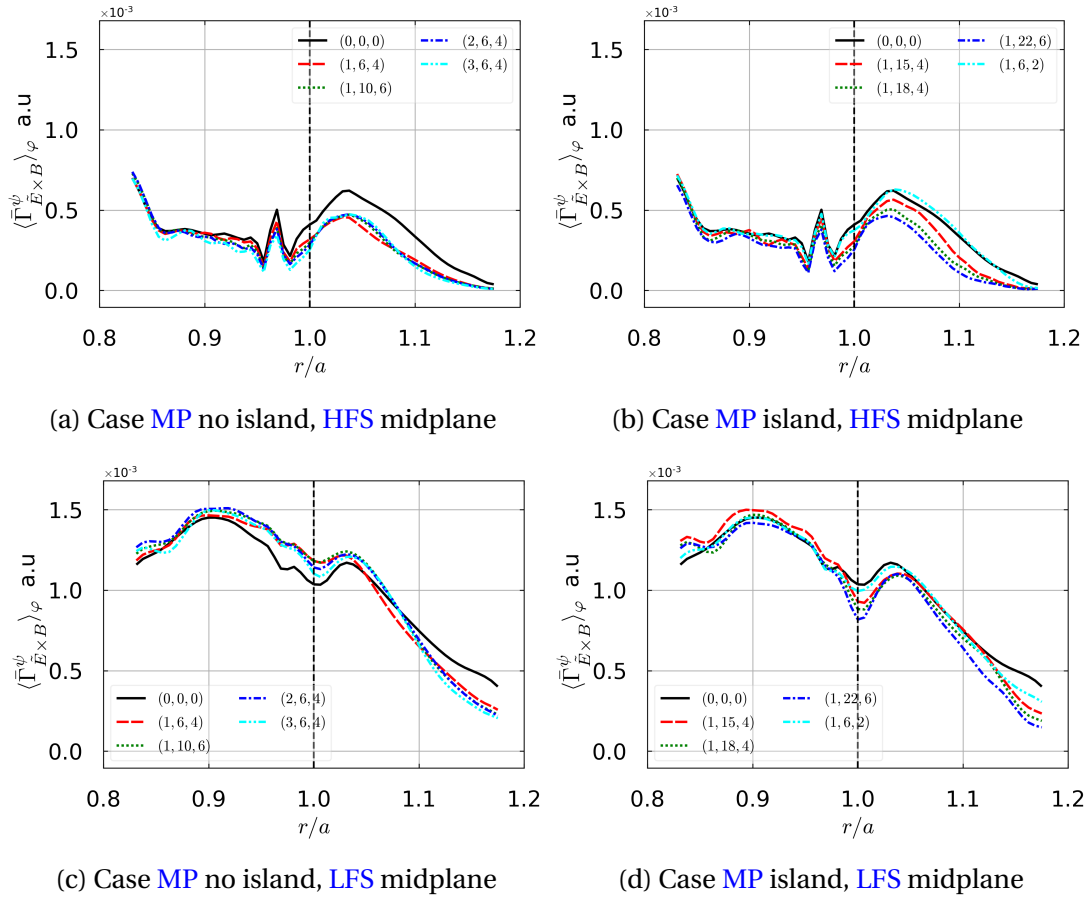 ×10⁻³
1.5
1.0
0.5
0.0
⟨Γ̄^ψ_{Ẽ×B}⟩_φ a.u
(0, 0, 0)
(1, 6, 4)
(1, 10, 6)
(2, 6, 4)
(3, 6, 4)
0.8 0.9 1.0 1.1 1.2
r/a
(a) Case MP no island, HFS midplane
×10⁻³
1.5
1.0
0.5
0.0
⟨Γ̄^ψ_{Ẽ×B}⟩_φ a.u
(0, 0, 0)
(1, 15, 4)
(1, 18, 4)
(1, 22, 6)
(1, 6, 2)
0.8 0.9 1.0 1.1 1.2
r/a
(b) Case MP island, HFS midplane
×10⁻³
1.5
1.0
0.5
0.0
⟨Γ̄^ψ_{Ẽ×B}⟩_φ a.u
(0, 0, 0)
(1, 6, 4)
(1, 10, 6)
(2, 6, 4)
(3, 6, 4)
0.8 0.9 1.0 1.1 1.2
r/a
(c) Case MP no island, LFS midplane
×10⁻³
1.5
1.0
0.5
0.0
⟨Γ̄^ψ_{Ẽ×B}⟩_φ a.u
(0, 0, 0)
(1, 15, 4)
(1, 18, 4)
(1, 22, 6)
(1, 6, 2)
0.8 0.9 1.0 1.1 1.2
r/a
(d) Case MP island, LFS midplane